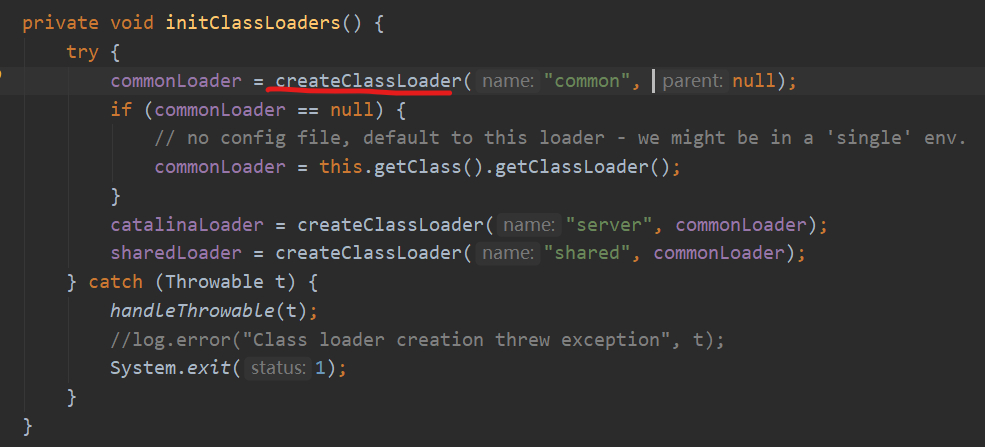 private void initClassLoaders() {
try {
commonLoader = createClassLoader( name: "common", parent: null);
if (commonLoader == null) {
// no config file, default to this loader - we might be in a 'single' env.
commonLoader = this.getClass().getClassLoader();
}
catalinaLoader = createClassLoader( name: "server", commonLoader);
sharedLoader = createClassLoader( name: "shared", commonLoader);
} catch (Throwable t) {
handleThrowable(t);
//log.error("Class loader creation threw exception", t);
System.exit( status: 1);
}
}